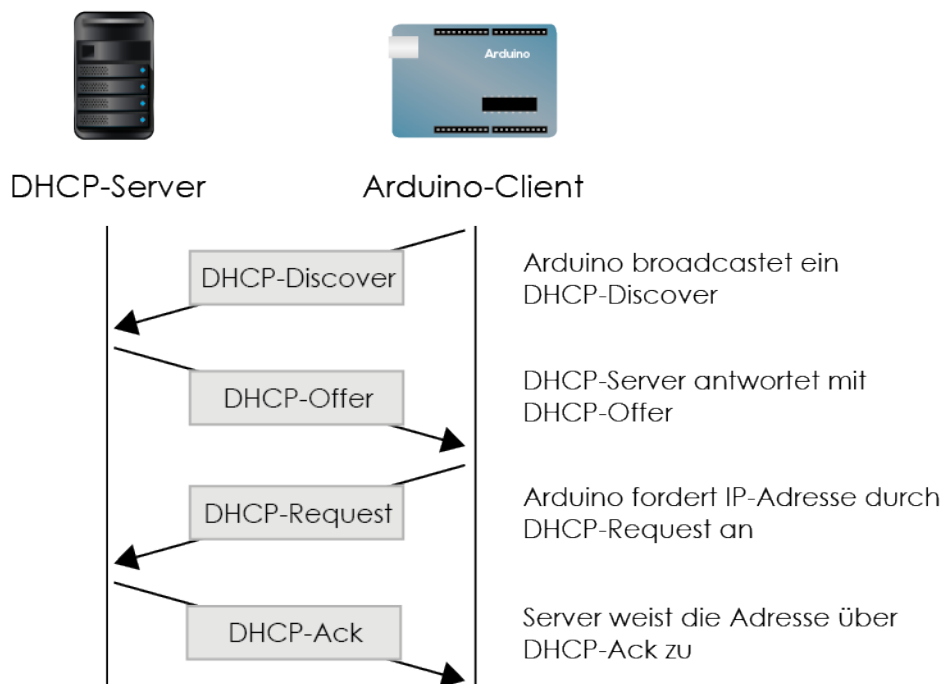 Arduino
DHCP-Server
Arduino-Client
DHCP-Discover
Arduino broadcastet ein
DHCP-Discover
DHCP-Offer
DHCP-Server antwortet mit
DHCP-Offer
DHCP-Request
Arduino fordert IP-Adresse durch
DHCP-Request an
DHCP-Ack
Server weist die Adresse über
DHCP-Ack zu